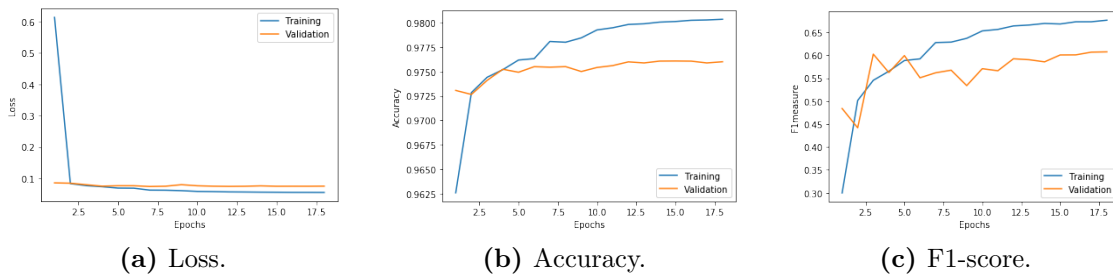 0.6
0.5
0.4
0.3
0.2
0.1
Loss
Training
Validation
2.5 5.0 7.5 10.0 12.5 15.0 17.5
Epochs
(a) Loss.
0.9800
0.9775
0.9750
0.9725
0.9700
0.9675
0.9650
0.9625
Accuracy
Training
Validation
2.5 5.0 7.5 10.0 12.5 15.0 17.5
Epochs
(b) Accuracy.
0.65
0.60
0.55
0.50
0.45
0.40
0.35
0.30
F1measure
Training
Validation
2.5 5.0 7.5 10.0 12.5 15.0 17.5
Epochs
(c) F1-score.